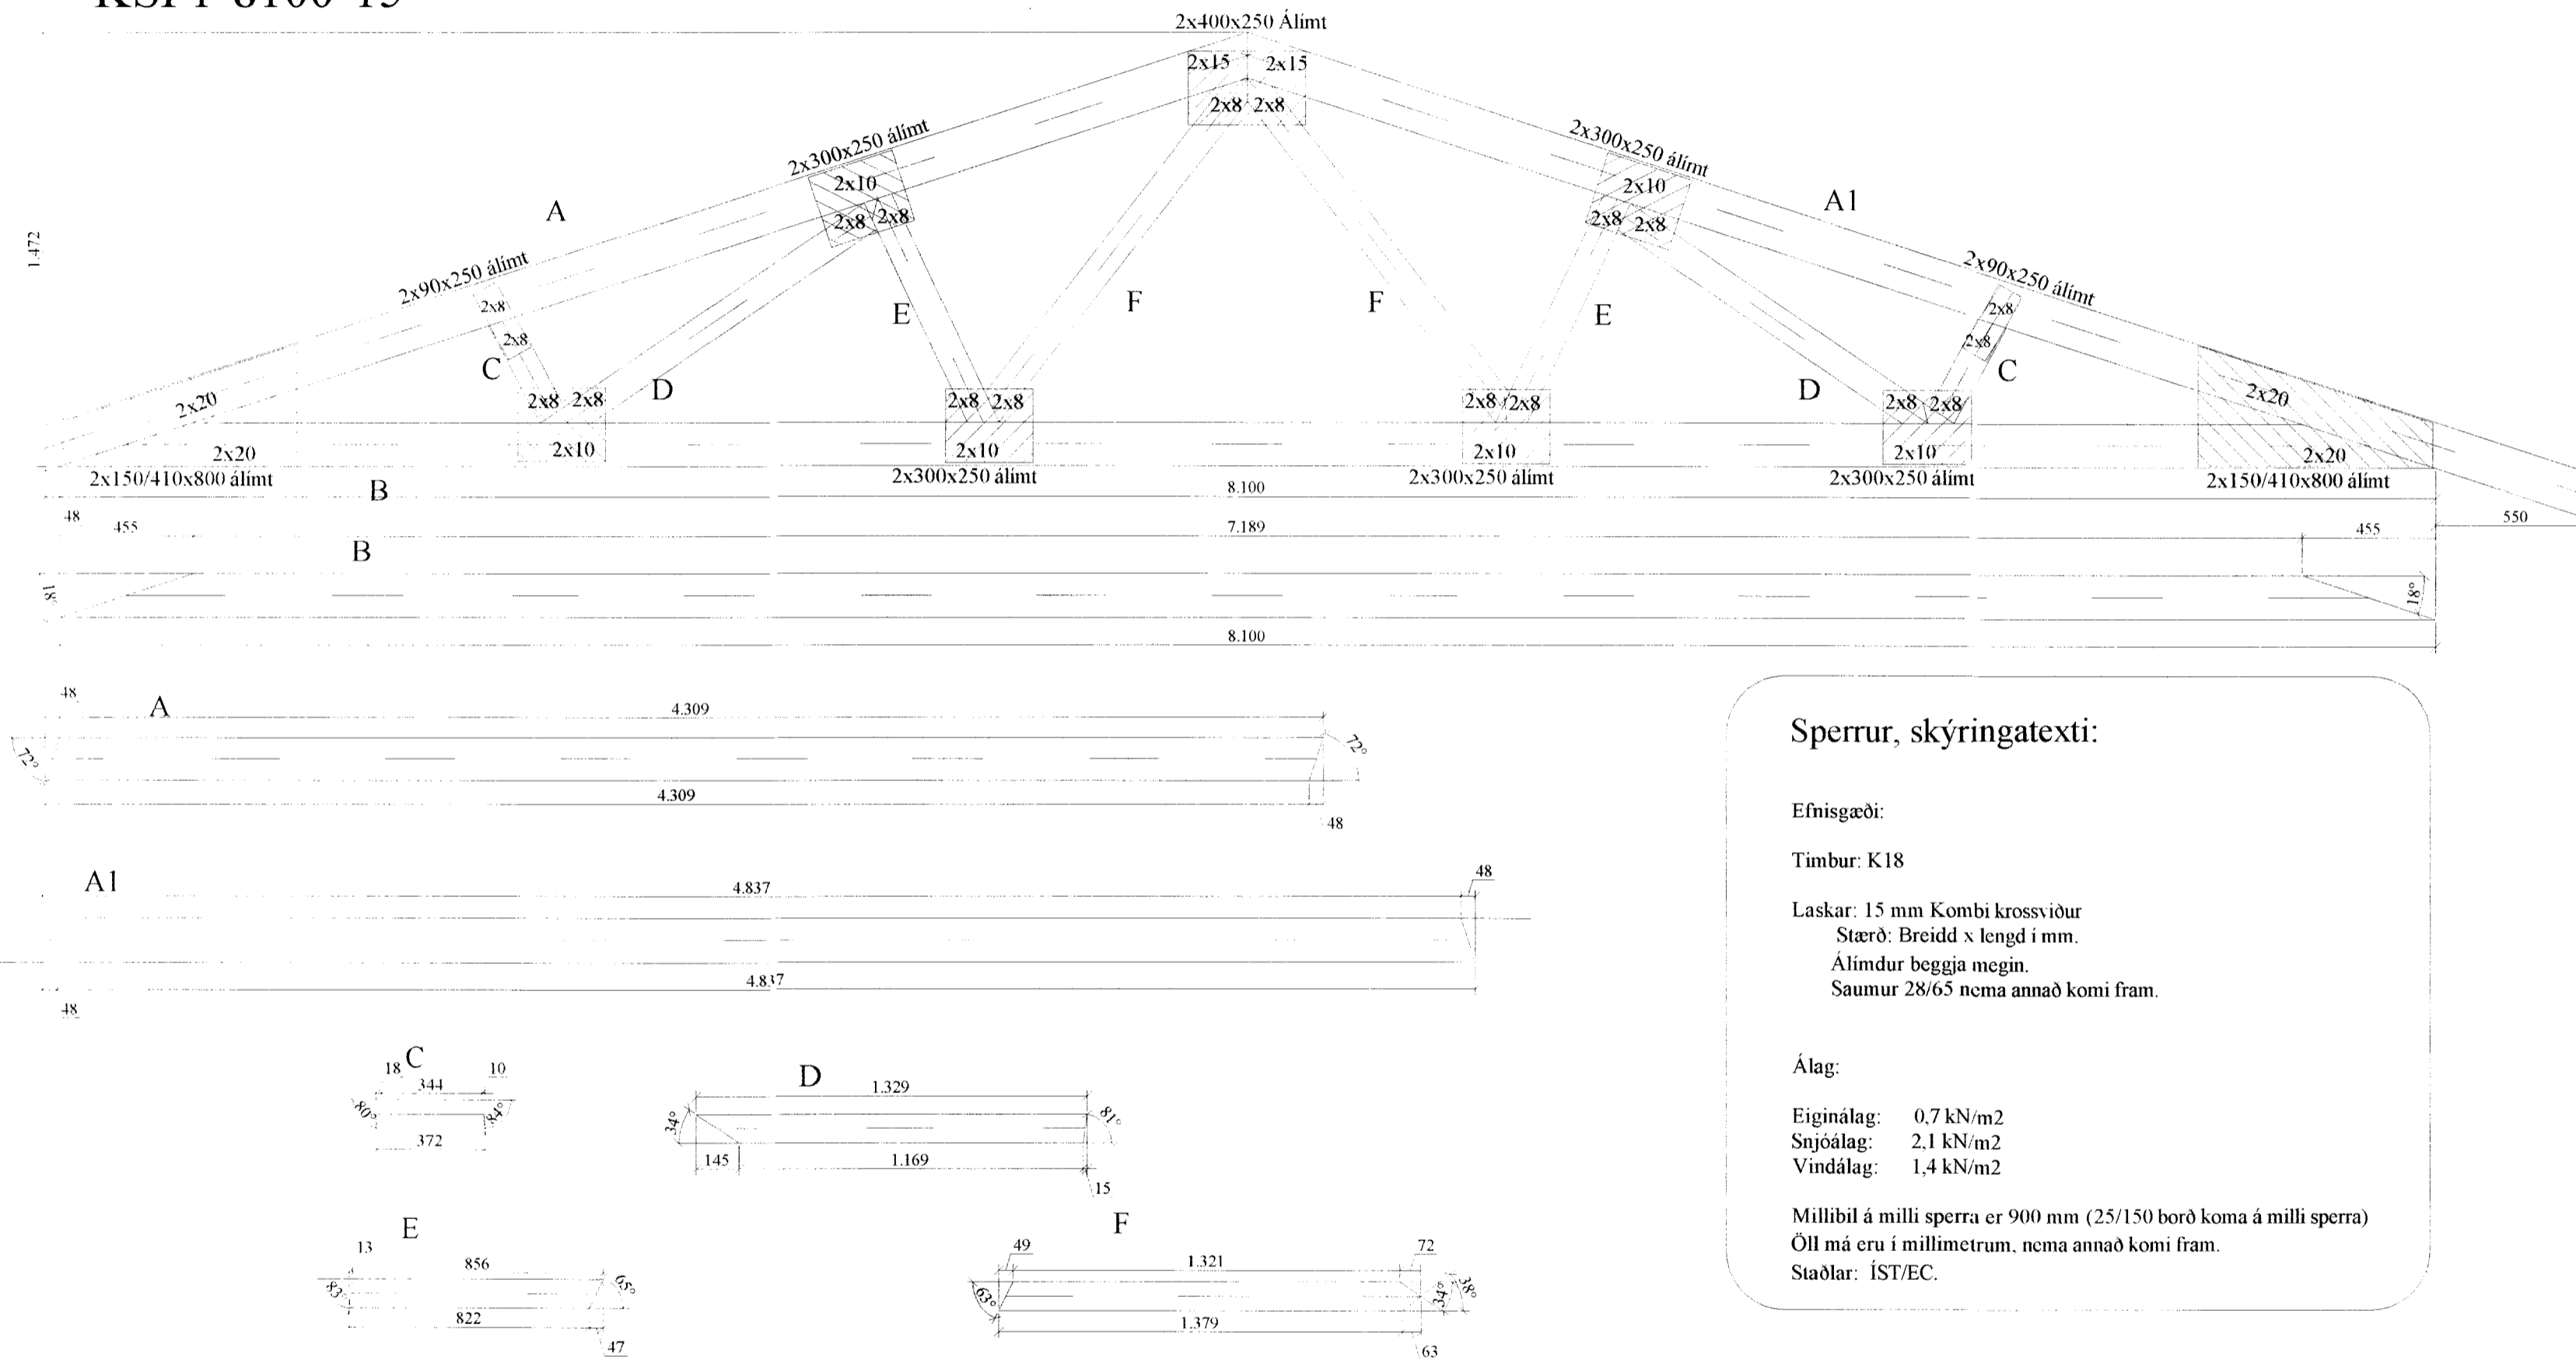 2x400x250 Álímt
2x15 2x15
2x8 2x8
2x300x250 álímt
2x10
2x8 2x8
2x300x250 álímt
2x10
2x8 2x8
A
A1
1.472
2x90x250 álímt
2x8
2x8
2x90x250 álímt
2x8
2x8
C
D
E
F
F
E
D
C
2x20
2x20
2x8 2x8
2x10
2x8 2x8
2x10
2x8 2x8
2x10
2x8 2x8
2x10
2x20
2x20
2x150/410x800 álímt
2x300x250 álímt
2x300x250 álímt
2x300x250 álímt
2x150/410x800 álímt
B
8.100
48
455
7.189
455
550
B
18°
18°
8.100
48
A
4.309
72°
72°
4.309
48
A1
4.837
48
4.837
48
C
18
344
10
80°
84°
372
D
1.329
34°
81°
145
1.169
15
E
13
856
83°
65°
822
47
F
49
1.321
72
63°
34°
38°
1.379
63
Sperrur, skýringatexti:
Efnisgæði:
Timbur: K18
Laskar: 15 mm Kombi krossviður
Stærð: Breidd x lengd í mm.
Álímdur beggja megin.
Saumur 28/65 nema annað komi fram.
Álag:
Eiginálag: 0,7 kN/m2
Snjóálag: 2,1 kN/m2
Vindálag: 1,4 kN/m2
Millibil á milli sperra er 900 mm (25/150 borð koma á milli sperra)
Öll má eru í millimetrum, nema annað komi fram.
Staðlar: ÍST/EC.